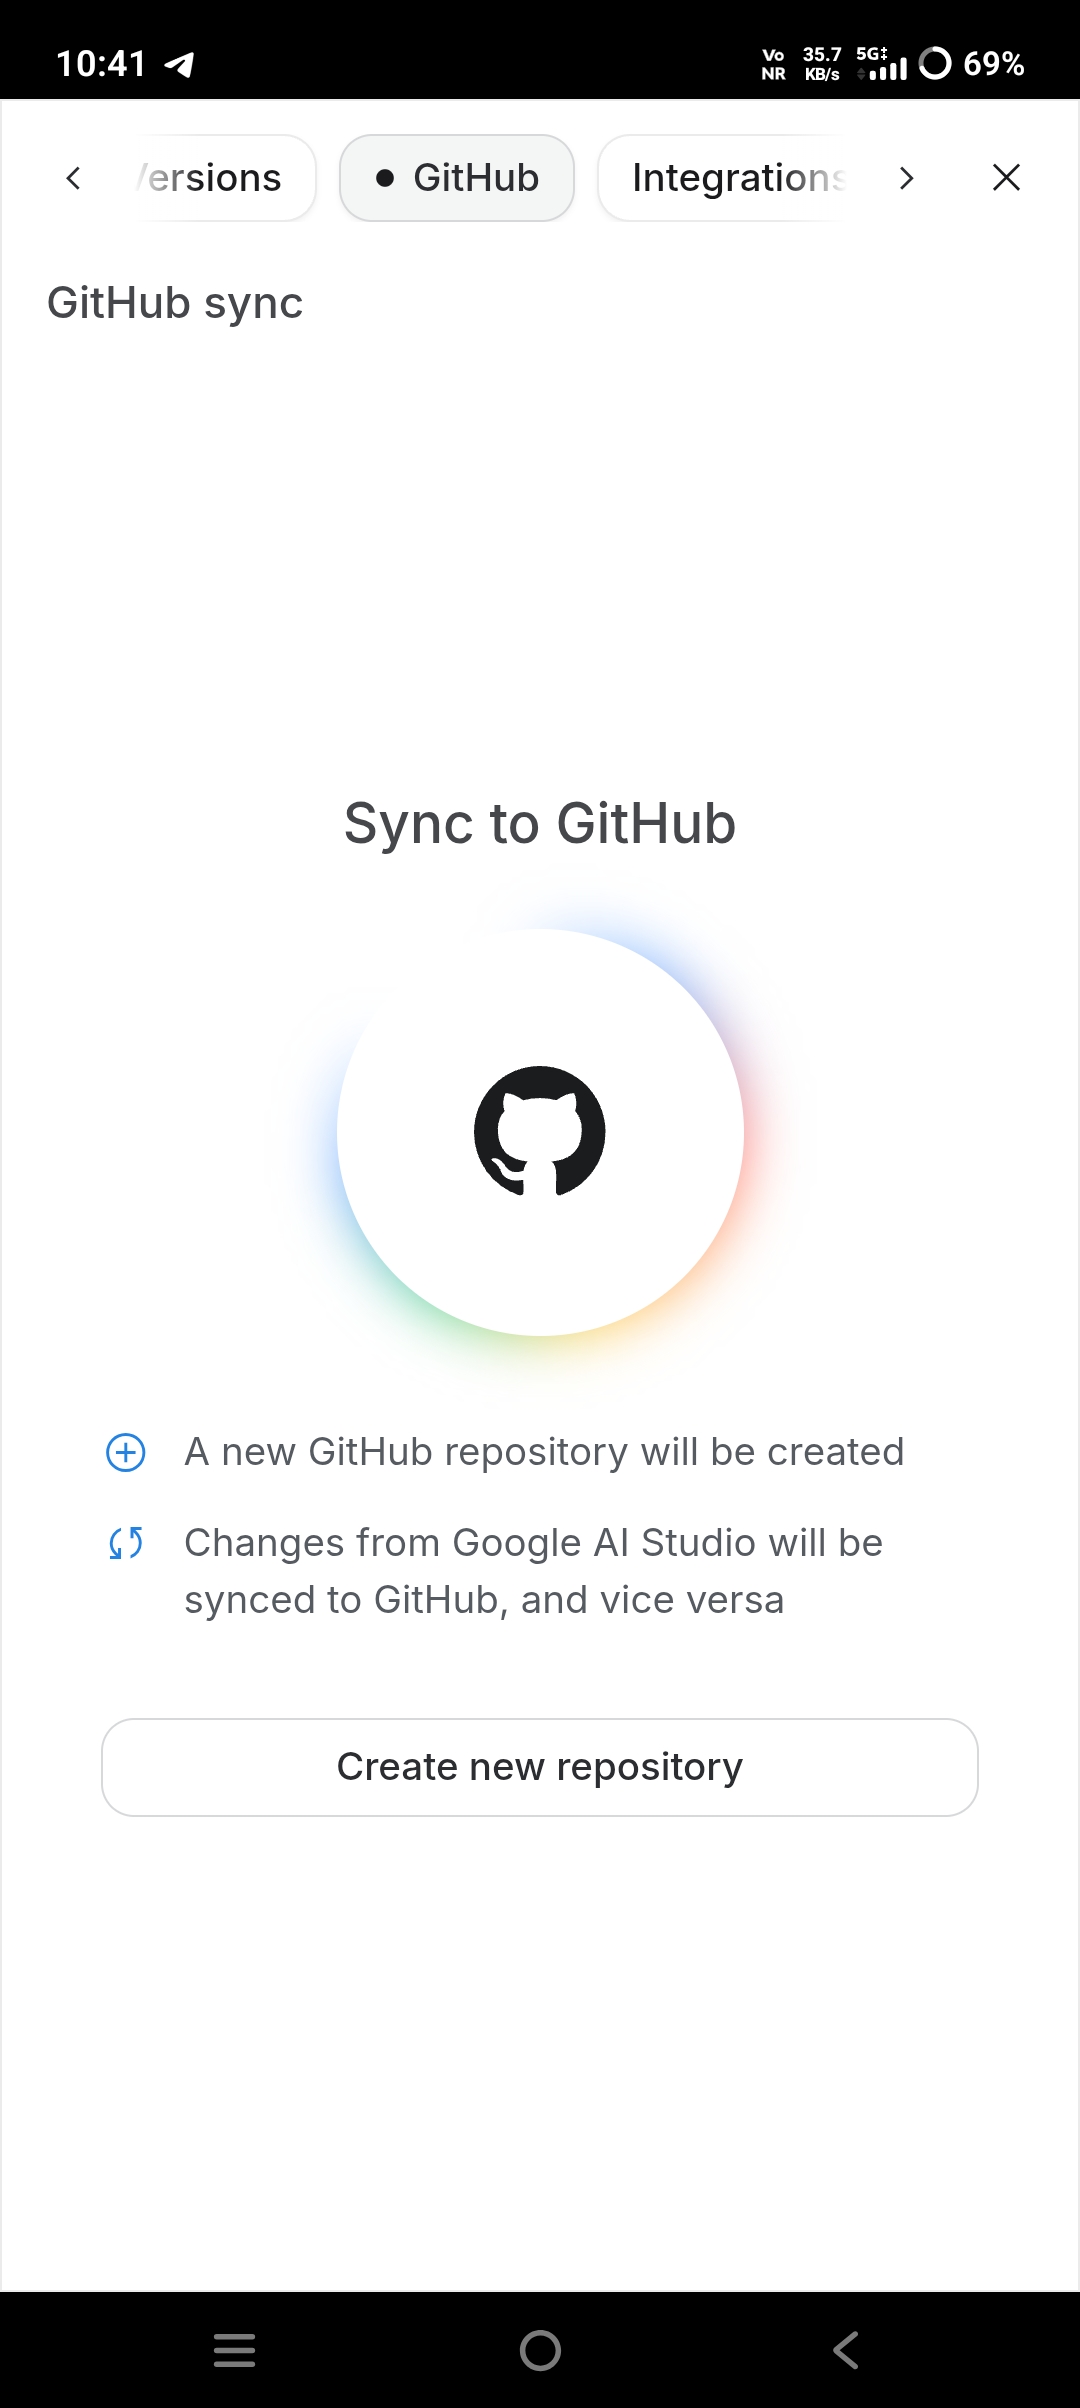 10:41
Vo NR 35.7 KB/s 5G 69%
Versions GitHub Integrations
GitHub sync
Sync to GitHub
A new GitHub repository will be created
Changes from Google AI Studio will be
synced to GitHub, and vice versa
Create new repository